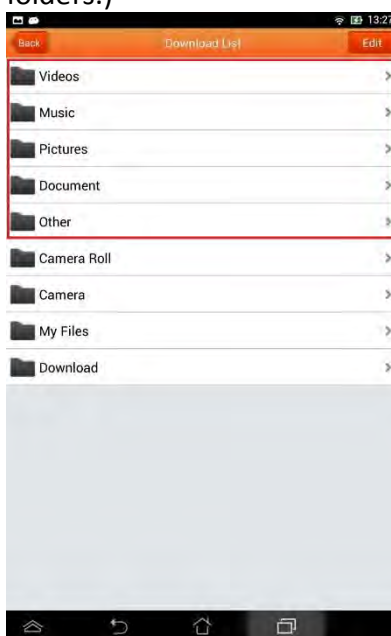 folders.)
13:27
Back Download List Edit
Videos
Music
Pictures
Document
Other
Camera Roll
Camera
My Files
Download